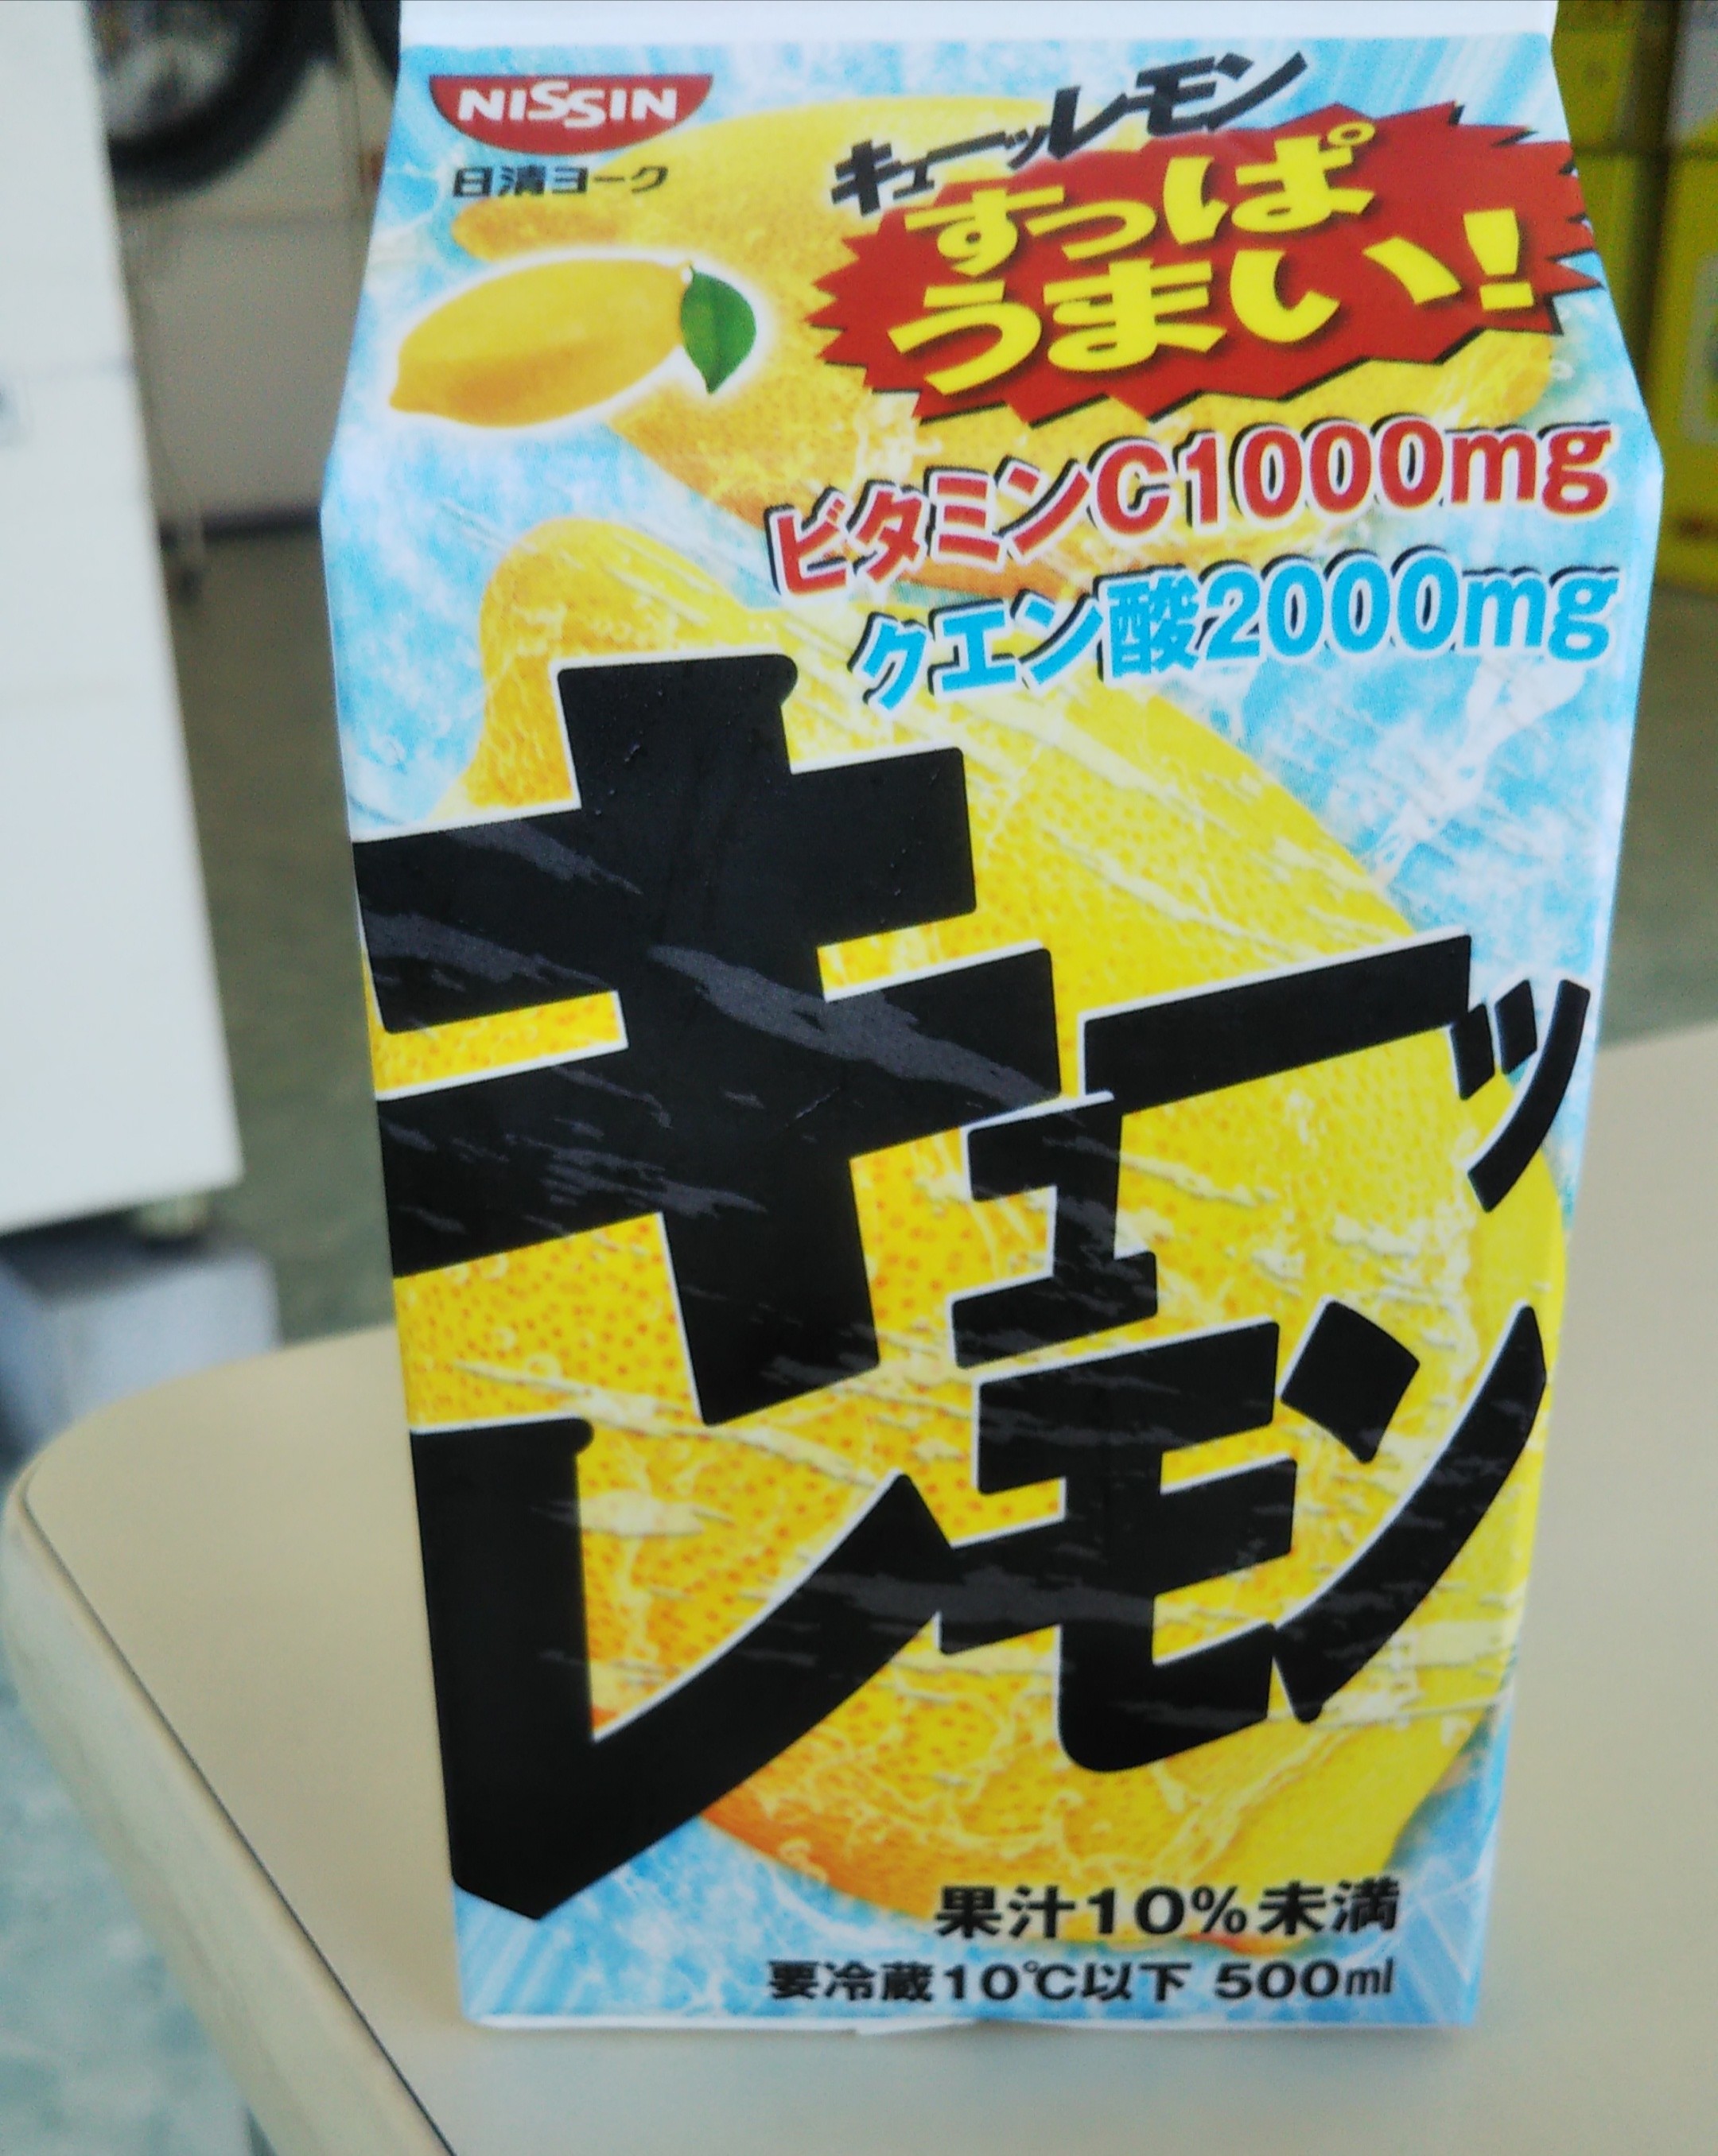 NISSIN
日清ヨーク
キューッレモン
すっぱ
うまい!
ビタミンC1000mg
クエン酸2000mg
キューッ
レモン
果汁10%未満
要冷蔵10℃以下 500ml